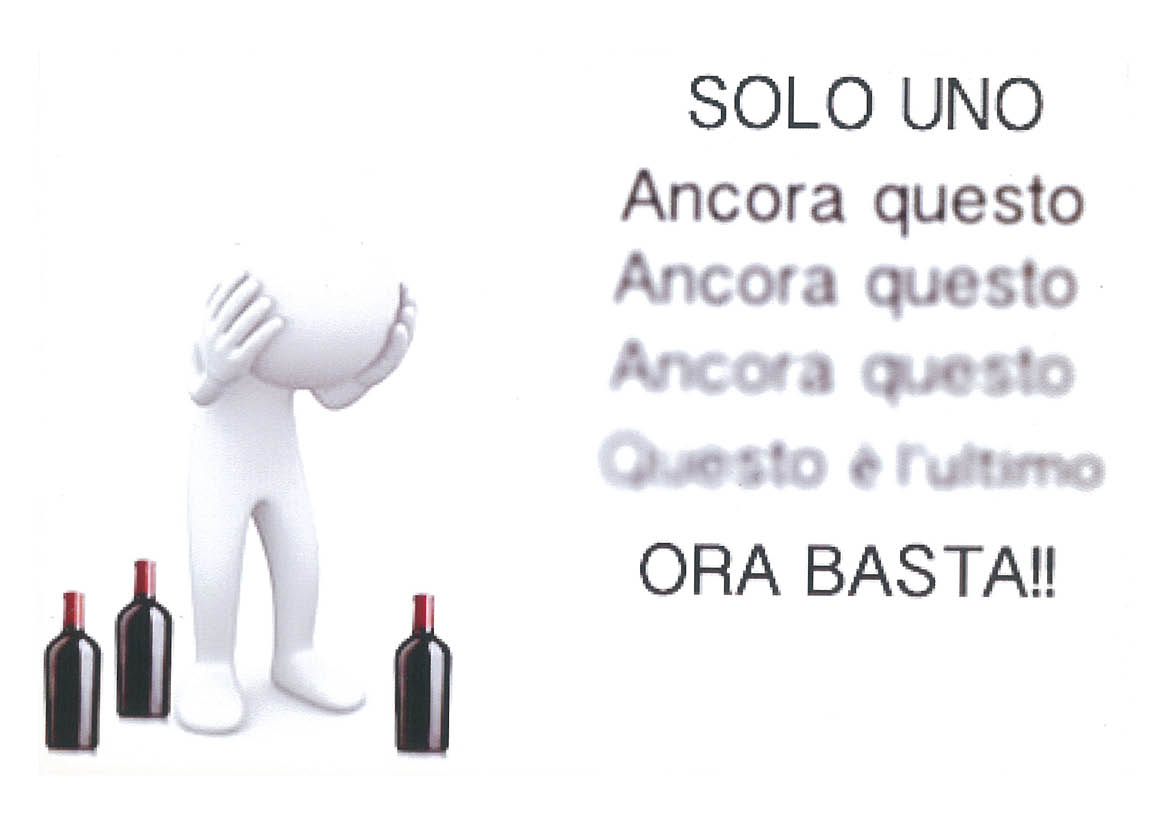 SOLO UNO
Ancora questo
Ancora questo
Ancora questo
Questo è l'ultimo
ORA BASTA!!